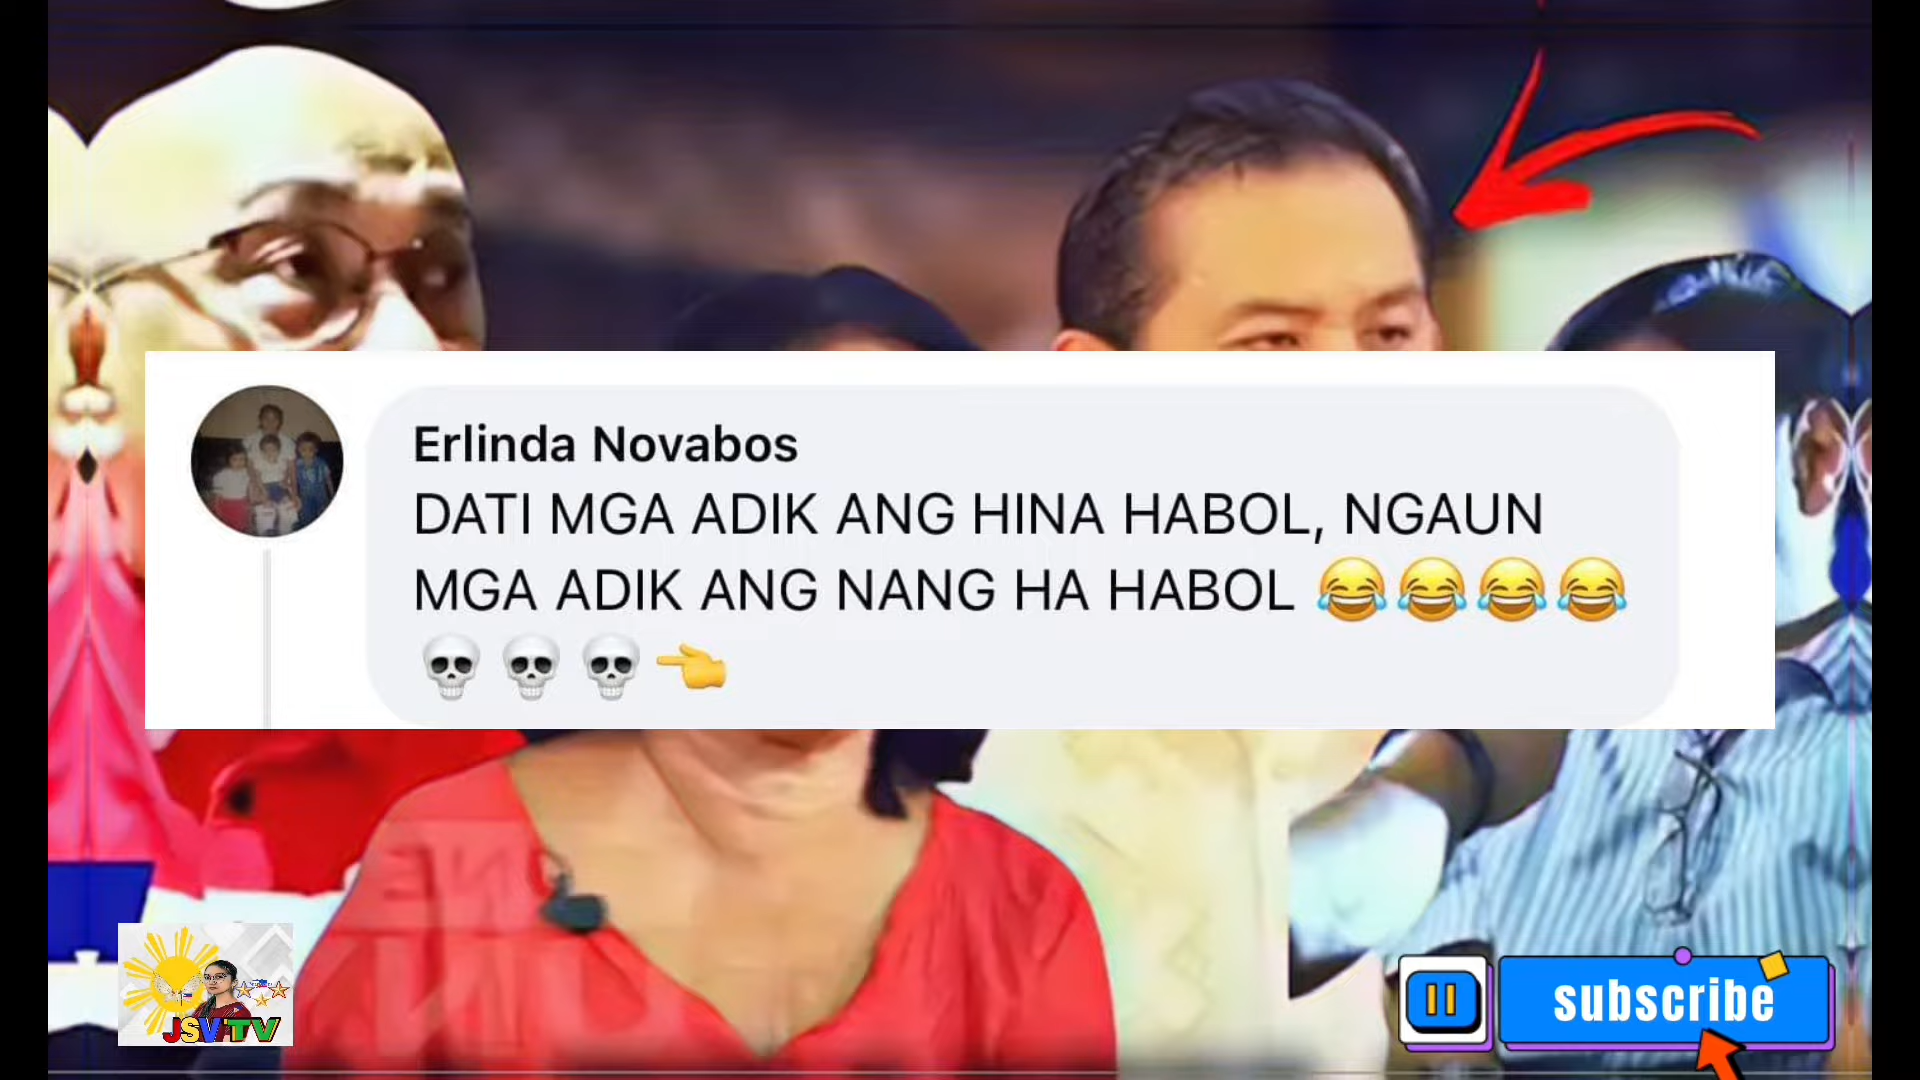 Erlinda Novabos
DATI MGA ADIK ANG HINA HABOL, NGAUN
MGA ADIK ANG NANG HA HABOL 😂😂😂😂
💀💀💀👈
JSV TV
subscribe